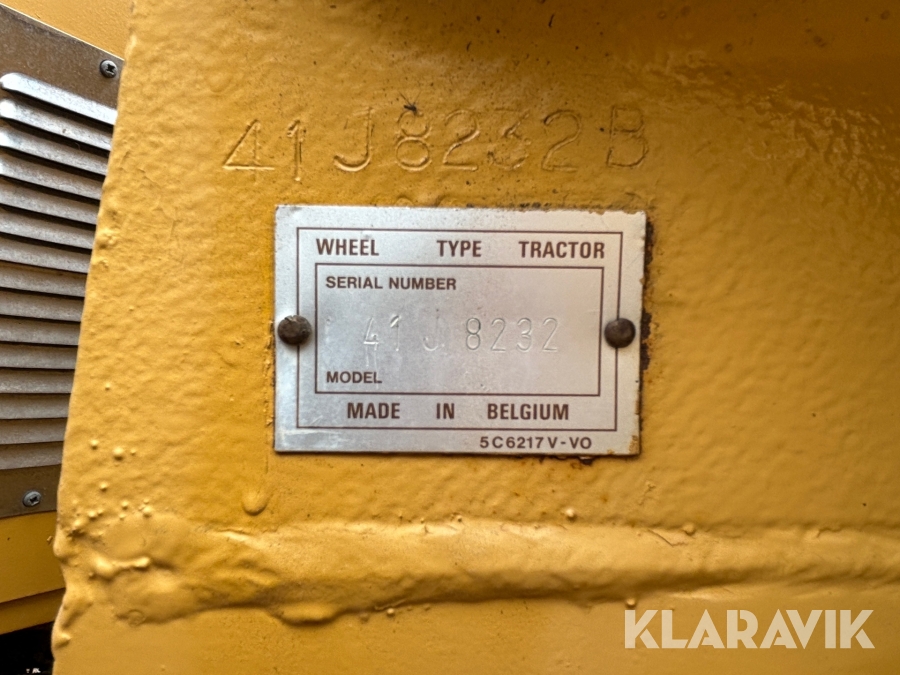 41J8232B
WHEEL TYPE TRACTOR
SERIAL NUMBER
41J8232
MODEL
MADE IN BELGIUM
5C6217V-VO
KLARAVIK